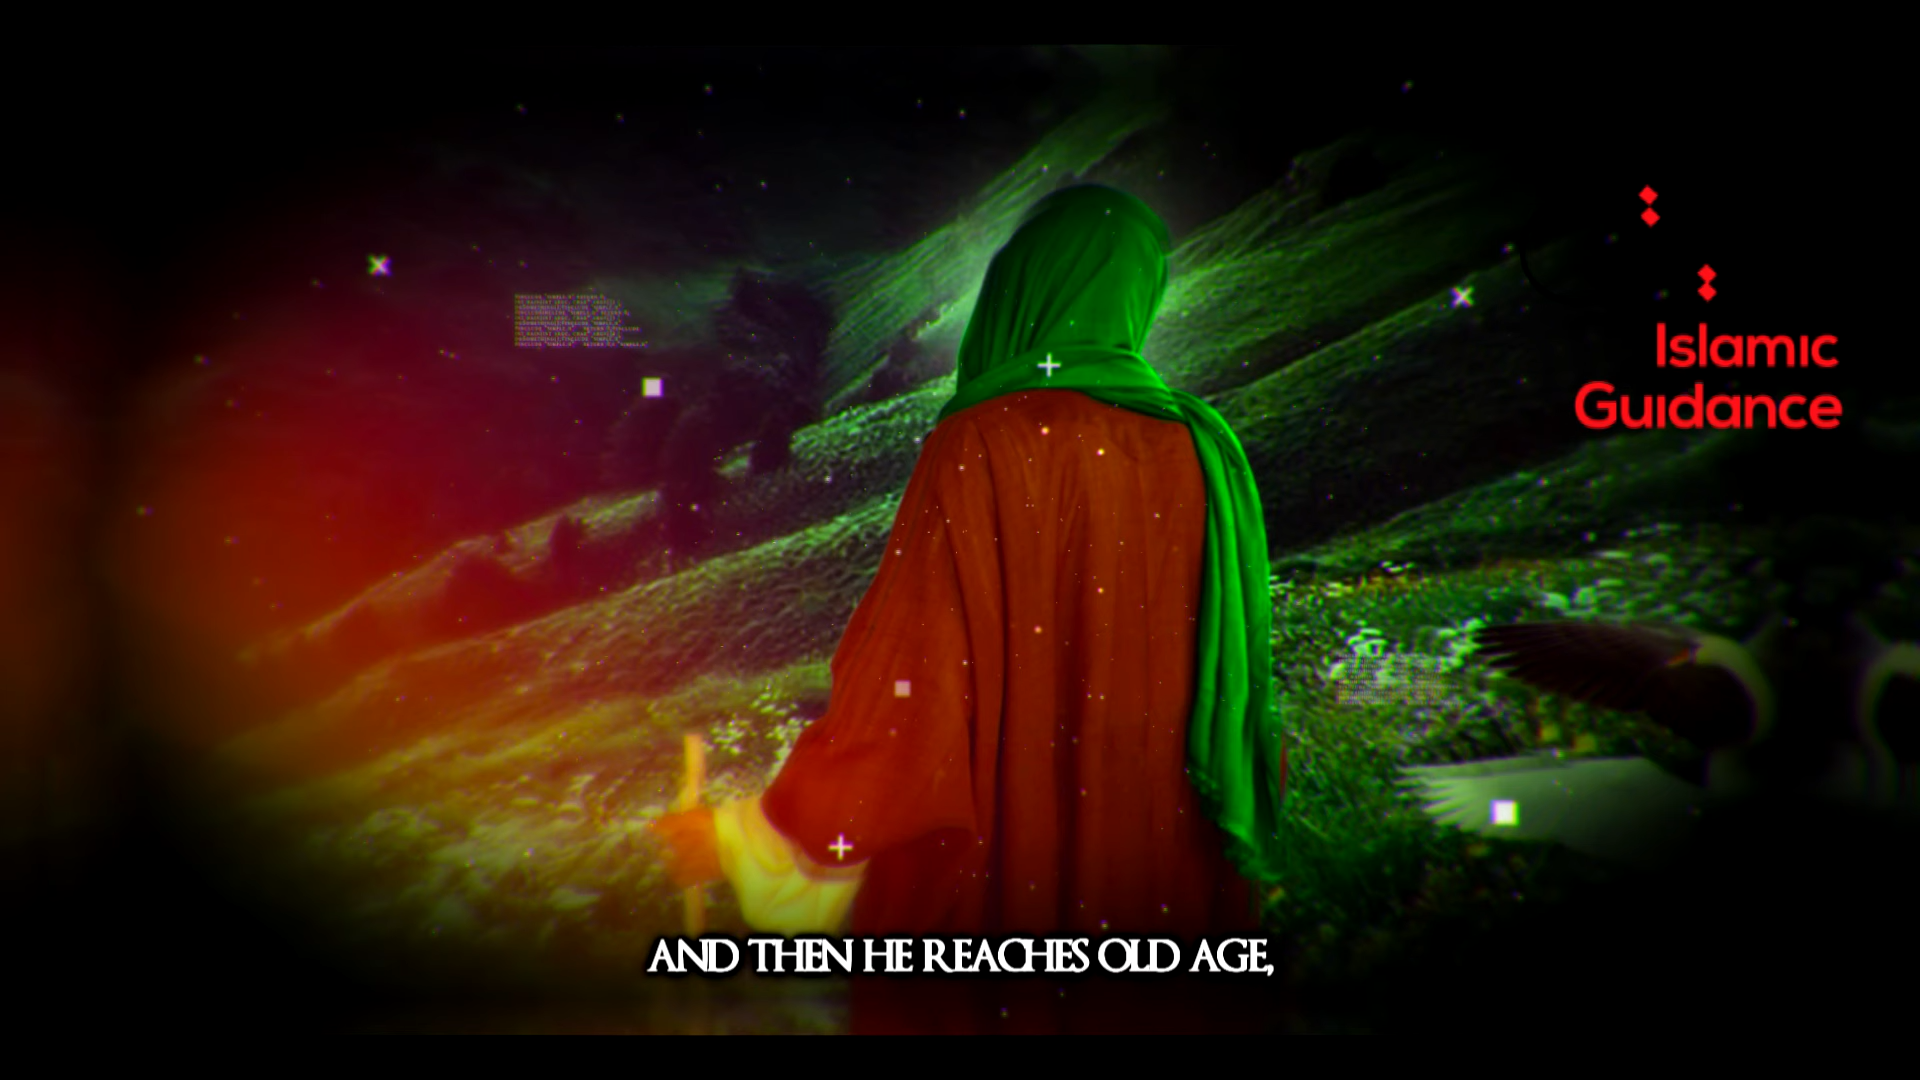 Islamic
Guidance
AND THEN HE REACHES OLD AGE,